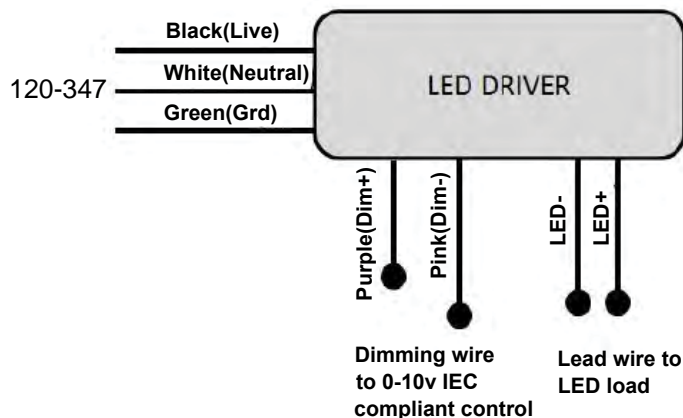 Black(Live)
White(Neutral)
120-347
Green(Grd)
LED DRIVER
Purple(Dim+)
Pink(Dim-)
LED-
LED+
Dimming wire
to 0-10v IEC
compliant control
Lead wire to
LED load